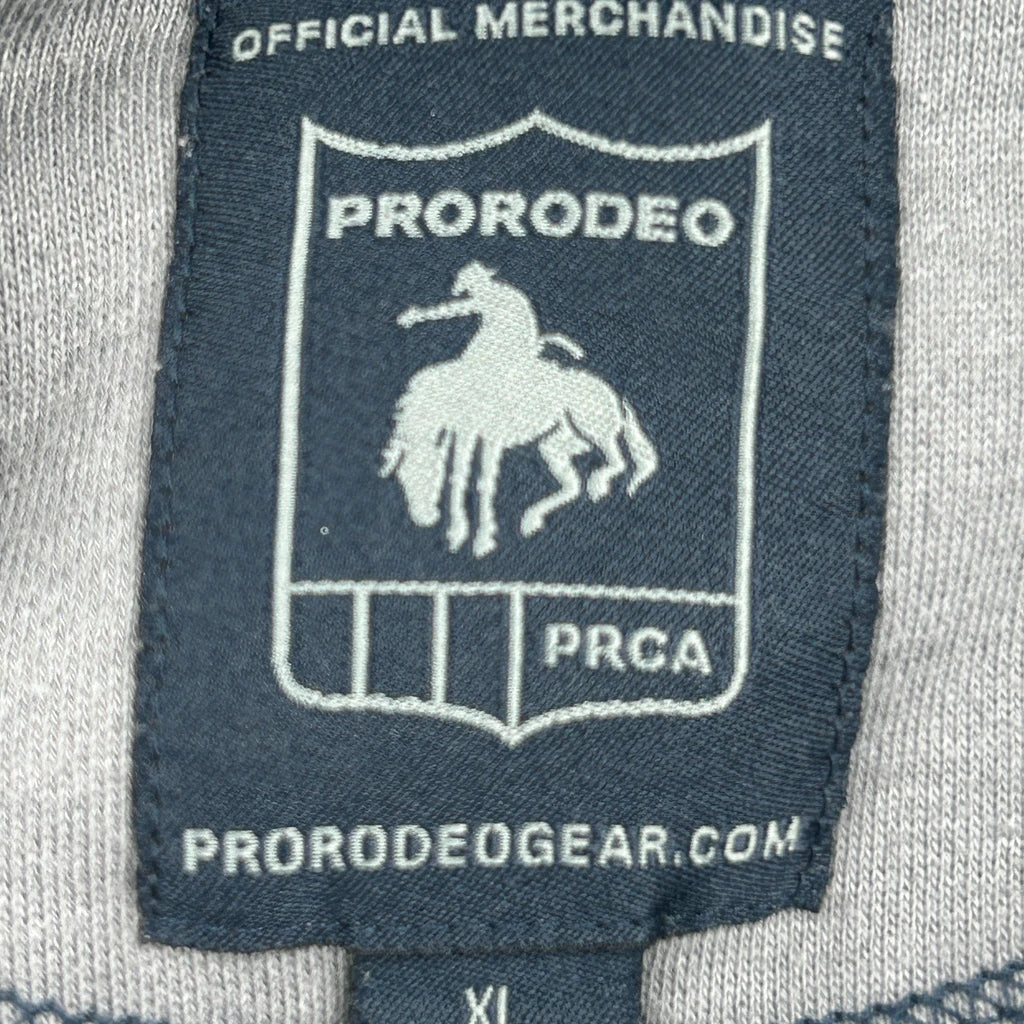 OFFICIAL MERCHANDISE
PRORODEO
PRCA
PRORODEOGEAR.COM
XL